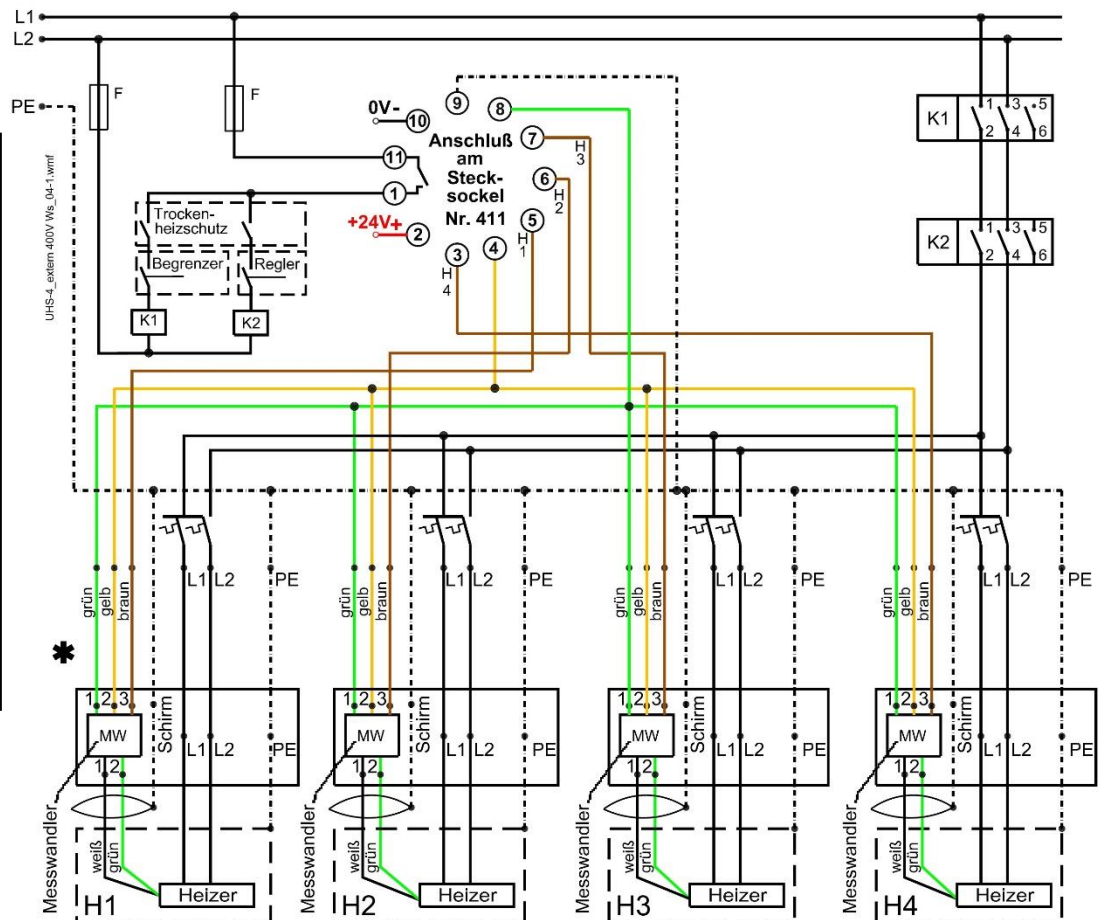 L1
L2
PE
UHS-4_extern 400V Ws_04-1.wmf
F
F
0V-
10
9
8
7
H
3
6
H
2
5
H
1
4
3
H
4
11
1
+24V+
2
Anschluß
am
Steck-
sockel
Nr. 411
Trocken-
heizschutz
Begrenzer
Regler
K1
K2
K1
1 3 5
2 4 6
K2
1 3 5
2 4 6
*
grün
gelb
braun
L1 L2 PE
grün
gelb
braun
L1 L2 PE
grün
gelb
braun
L1 L2 PE
grün
gelb
braun
L1 L2 PE
1 2 3
MW
1 2
Schirm
L1 L2 PE
Messwandler
weiß
grün
Heizer
H1
1 2 3
MW
1 2
Schirm
L1 L2 PE
Messwandler
weiß
grün
Heizer
H2
1 2 3
MW
1 2
Schirm
L1 L2 PE
Messwandler
weiß
grün
Heizer
H3
1 2 3
MW
1 2
Schirm
L1 L2 PE
Messwandler
weiß
grün
Heizer
H4